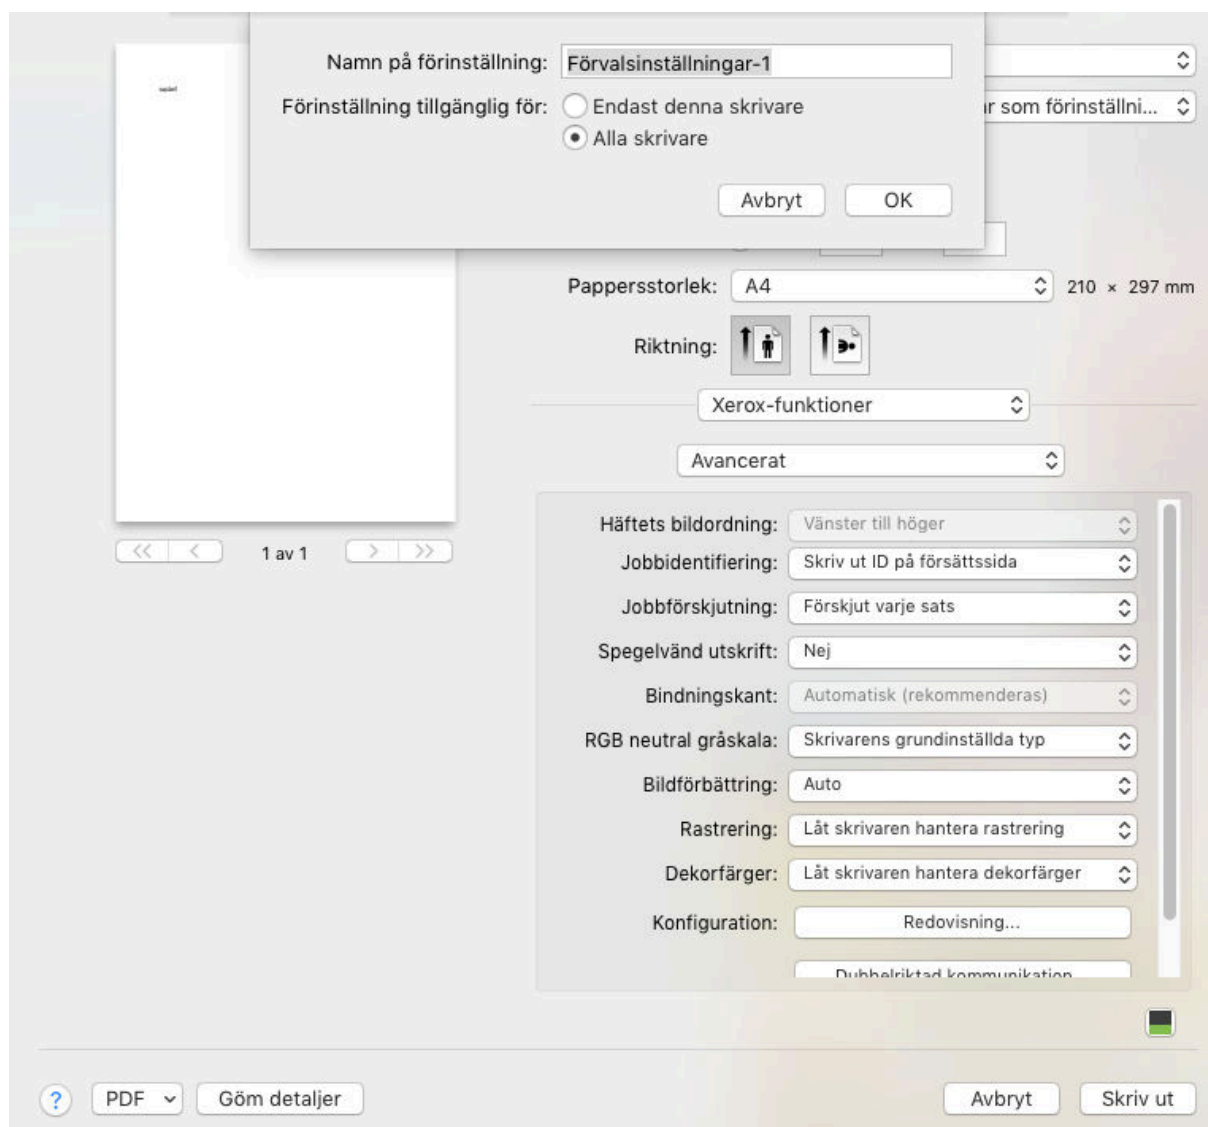 Namn på förinställning: Förvalsinställningar-1
Förinställning tillgänglig för: Endast denna skrivare
r som förinställni...
Alla skrivare
Avbryt OK
Pappersstorlek: A4 210 × 297 mm
Riktning:
Xerox-funktioner
Avancerat
Häftets bildordning: Vänster till höger
<< < 1 av 1 > >>
Jobbidentifiering: Skriv ut ID på försättssida
Jobbförskjutning: Förskjut varje sats
Spegelvänd utskrift: Nej
Bindningskant: Automatisk (rekommenderas)
RGB neutral gråskala: Skrivarens grundinställda typ
Bildförbättring: Auto
Rastrering: Låt skrivaren hantera rastrering
Dekorfärger: Låt skrivaren hantera dekorfärger
Konfiguration: Redovisning...
Dubbelriktad kommunikation
? PDF Göm detaljer Avbryt Skriv ut